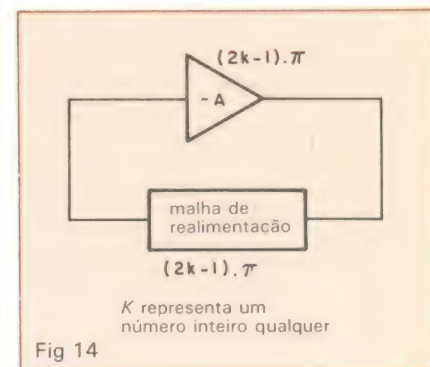 (2k-1).π
-A
malha de
realimentação
(2k-1).π
K representa um
número inteiro qualquer
Fig 14